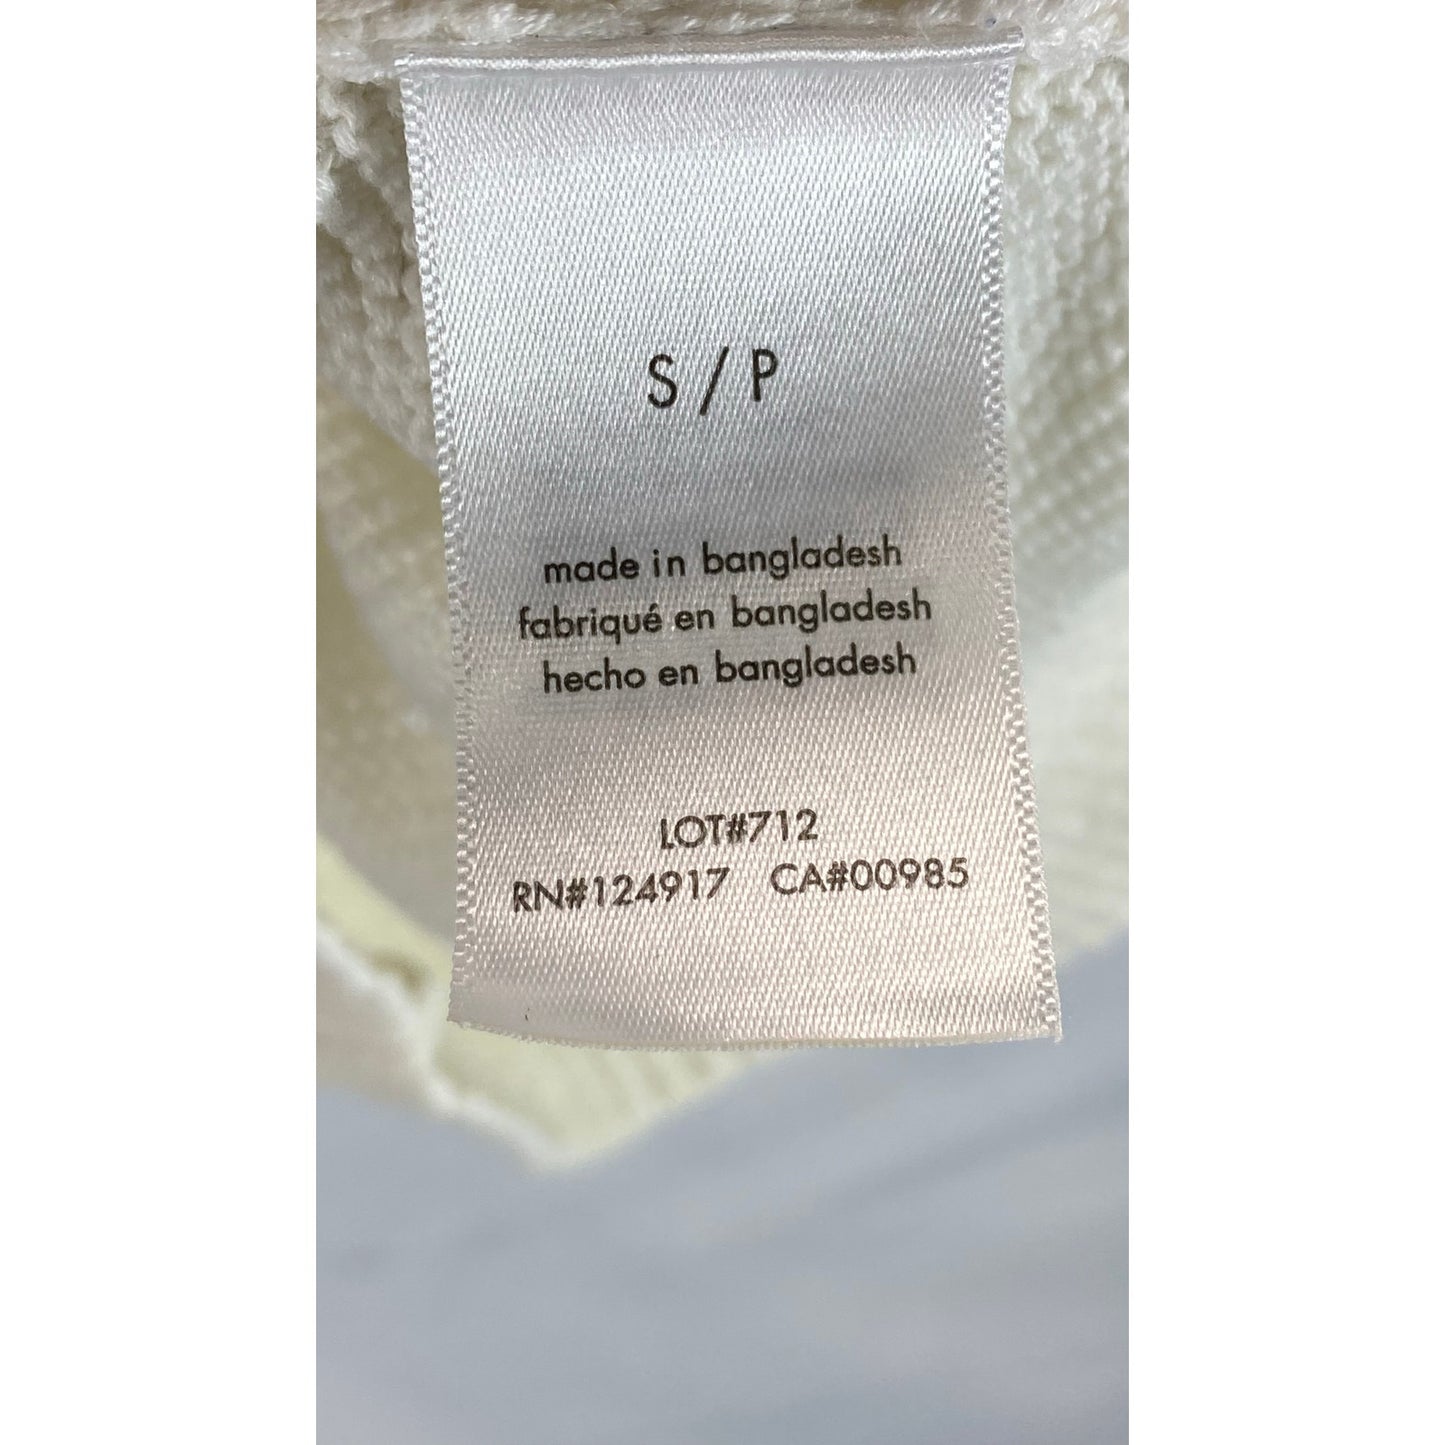 S / P
made in bangladesh
fabriqué en bangladesh
hecho en bangladesh
LOT#712
RN#124917 CA#00985